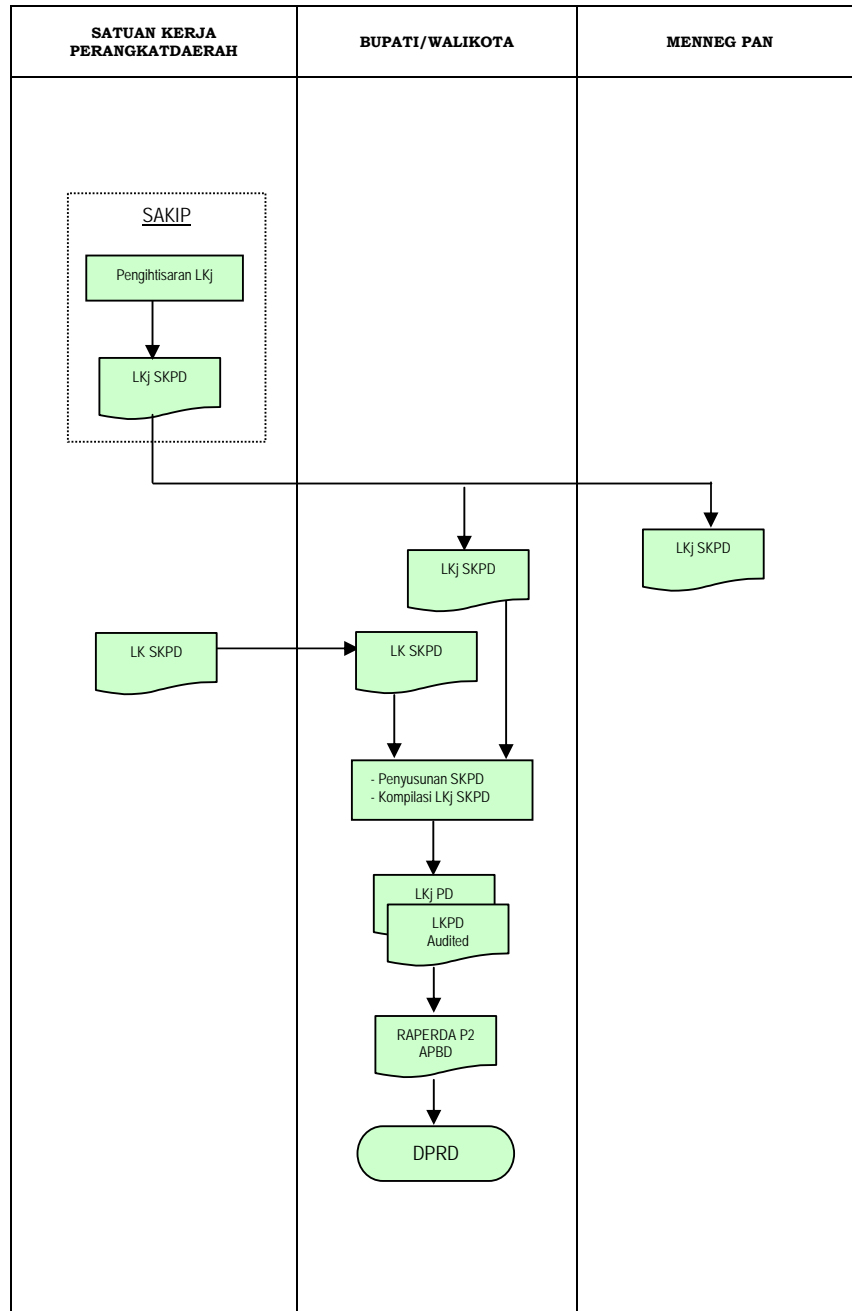 SATUAN KERJA
PERANGKATDAERAH
BUPATI/WALIKOTA
MENNEG PAN
SAKIP
Pengihtisaran LKj
LKj SKPD
LKj SKPD
LKj SKPD
LK SKPD
LK SKPD
- Penyusunan SKPD
- Kompilasi LKj SKPD
LKj PD
LKPD
Audited
RAPERDA P2
APBD
DPRD